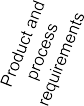 Product and
process
requirements